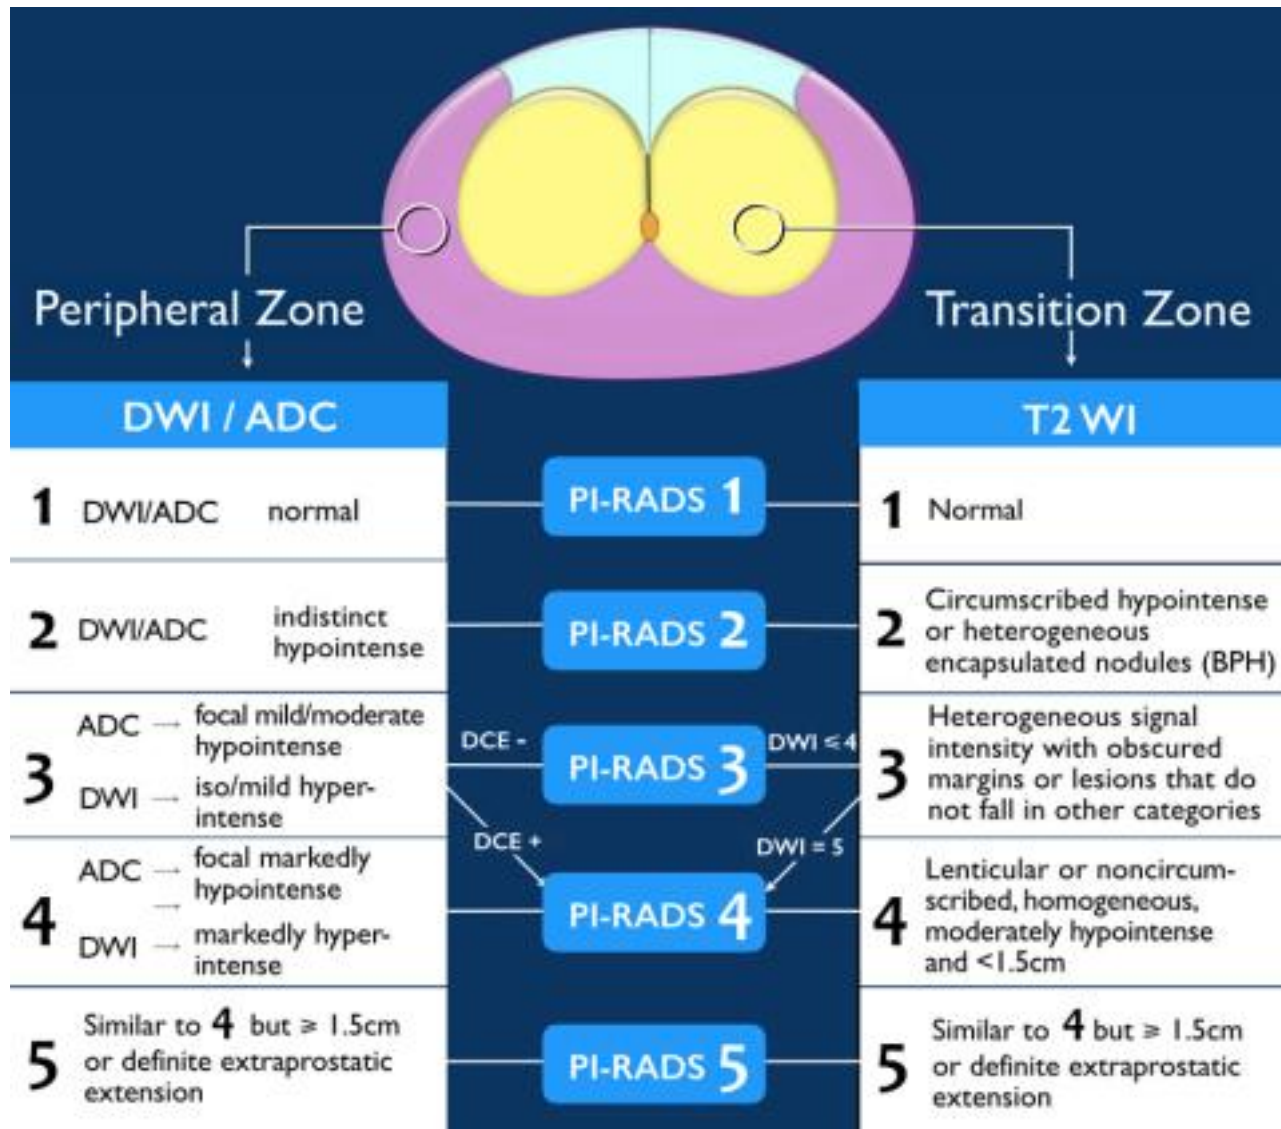 Peripheral Zone
Transition Zone
DWI / ADC
1 DWI/ADC normal
2 DWI/ADC indistinct
hypointense
3 ADC → focal mild/moderate
hypointense
DWI → iso/mild hyper-
intense
4 ADC → focal markedly
hypointense
→
DWI → markedly hyper-
intense
5 Similar to 4 but ≥ 1.5cm
or definite extraprostatic
extension
PI-RADS 1
PI-RADS 2
DCE - PI-RADS 3 DWI ≤ 4
DCE + DWI = 5
PI-RADS 4
PI-RADS 5
T2 WI
1 Normal
2 Circumscribed hypointense
or heterogeneous
encapsulated nodules (BPH)
3 Heterogeneous signal
intensity with obscured
margins or lesions that do
not fall in other categories
4 Lenticular or noncircum-
scribed, homogeneous,
moderately hypointense
and <1.5cm
5 Similar to 4 but ≥ 1.5cm
or definite extraprostatic
extension